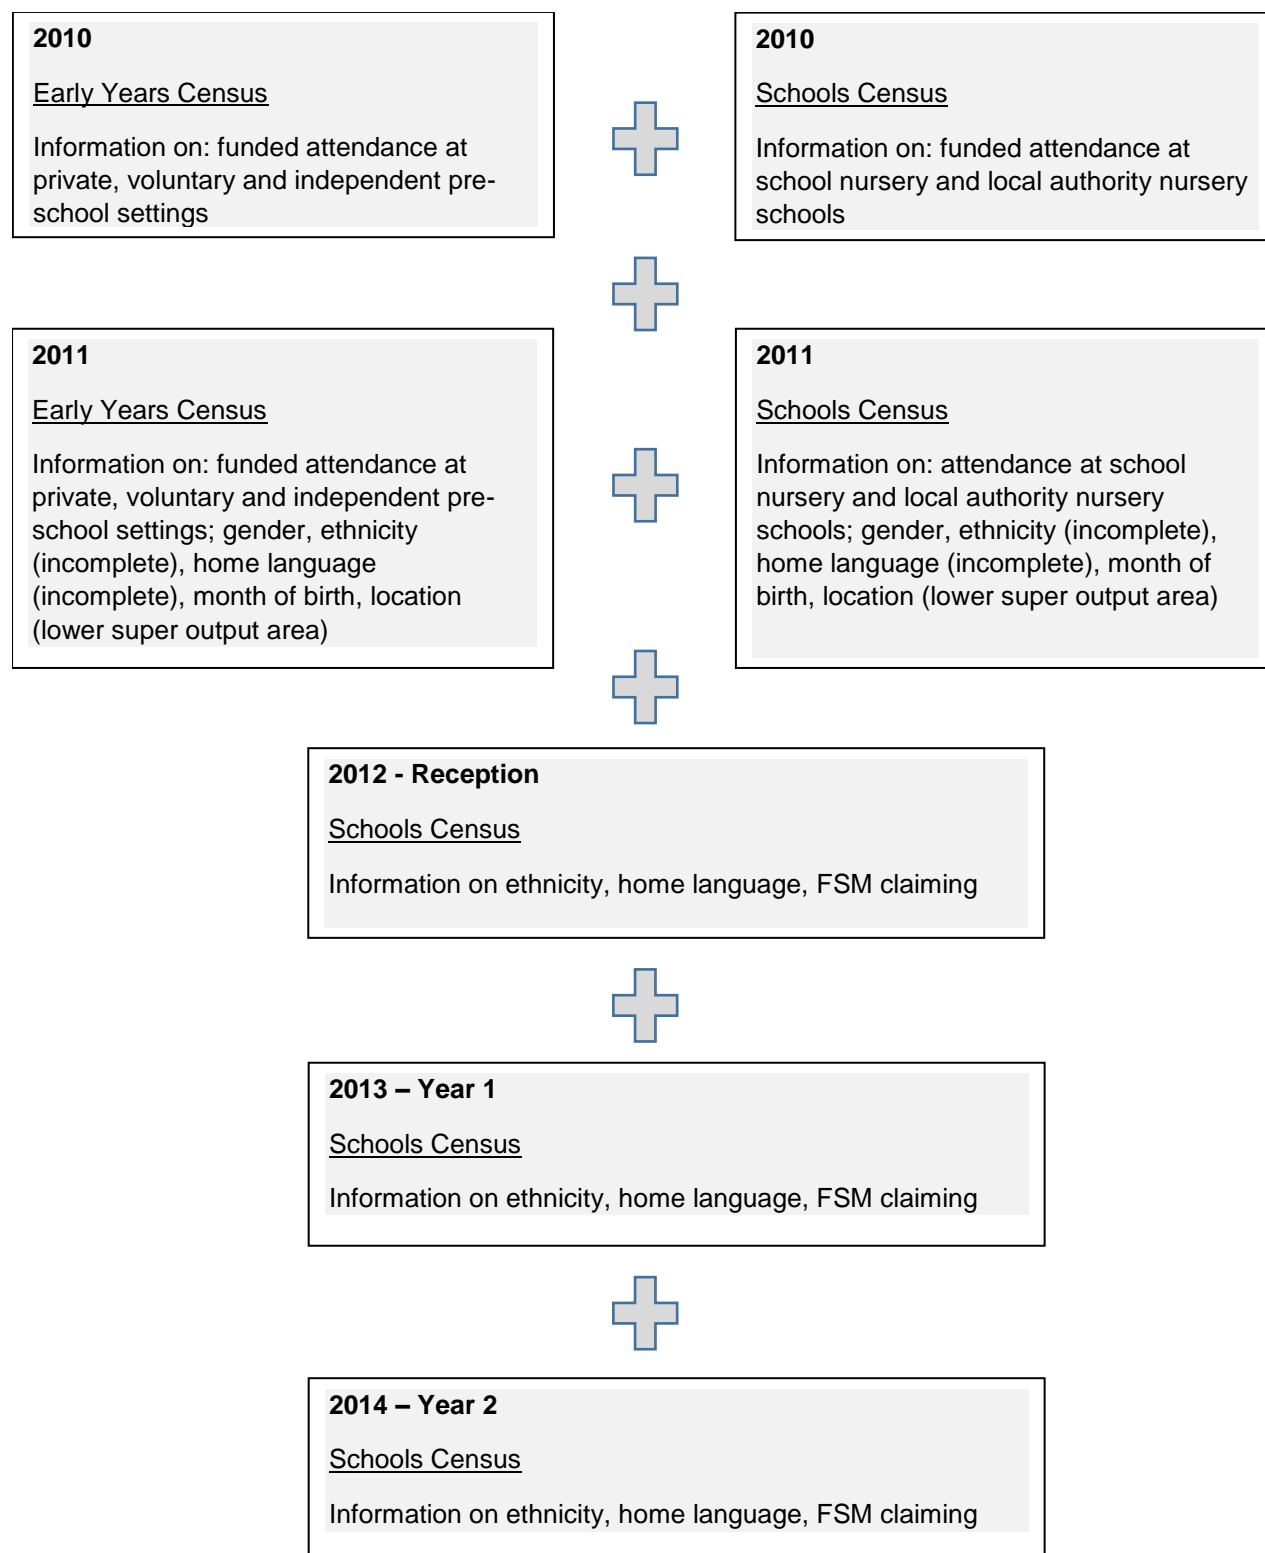 2010
Early Years Census
Information on: funded attendance at
private, voluntary and independent pre-
school settings
2010
Schools Census
Information on: funded attendance at
school nursery and local authority nursery
schools
2011
Early Years Census
Information on: funded attendance at
private, voluntary and independent pre-
school settings; gender, ethnicity
(incomplete), home language
(incomplete), month of birth, location
(lower super output area)
2011
Schools Census
Information on: attendance at school
nursery and local authority nursery
schools; gender, ethnicity (incomplete),
home language (incomplete), month of
birth, location (lower super output area)
2012 - Reception
Schools Census
Information on ethnicity, home language, FSM claiming
2013 – Year 1
Schools Census
Information on ethnicity, home language, FSM claiming
2014 – Year 2
Schools Census
Information on ethnicity, home language, FSM claiming